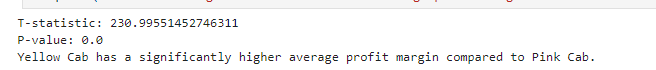 T-statistic: 230.99551452746311
P-value: 0.0
Yellow Cab has a significantly higher average profit margin compared to Pink Cab.